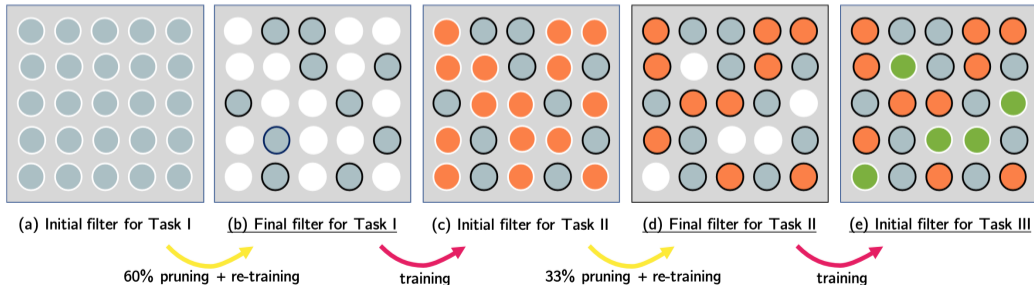 (a) Initial filter for Task I
(b) Final filter for Task I
(c) Initial filter for Task II
(d) Final filter for Task II
(e) Initial filter for Task III
60% pruning + re-training
training
33% pruning + re-training
training